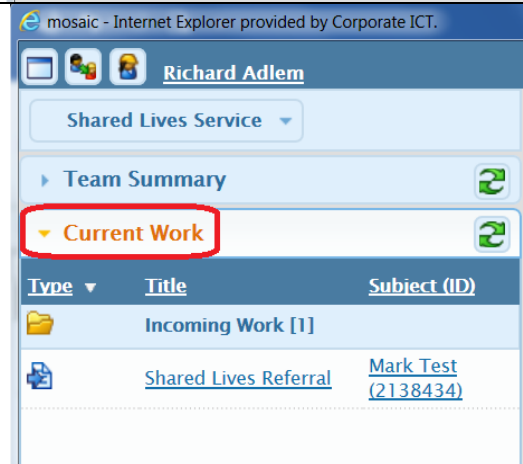 mosaic - Internet Explorer provided by Corporate ICT.
Richard Adlem
Shared Lives Service
Team Summary
Current Work
Type Title Subject (ID)
Incoming Work [1]
Shared Lives Referral Mark Test
(2138434)